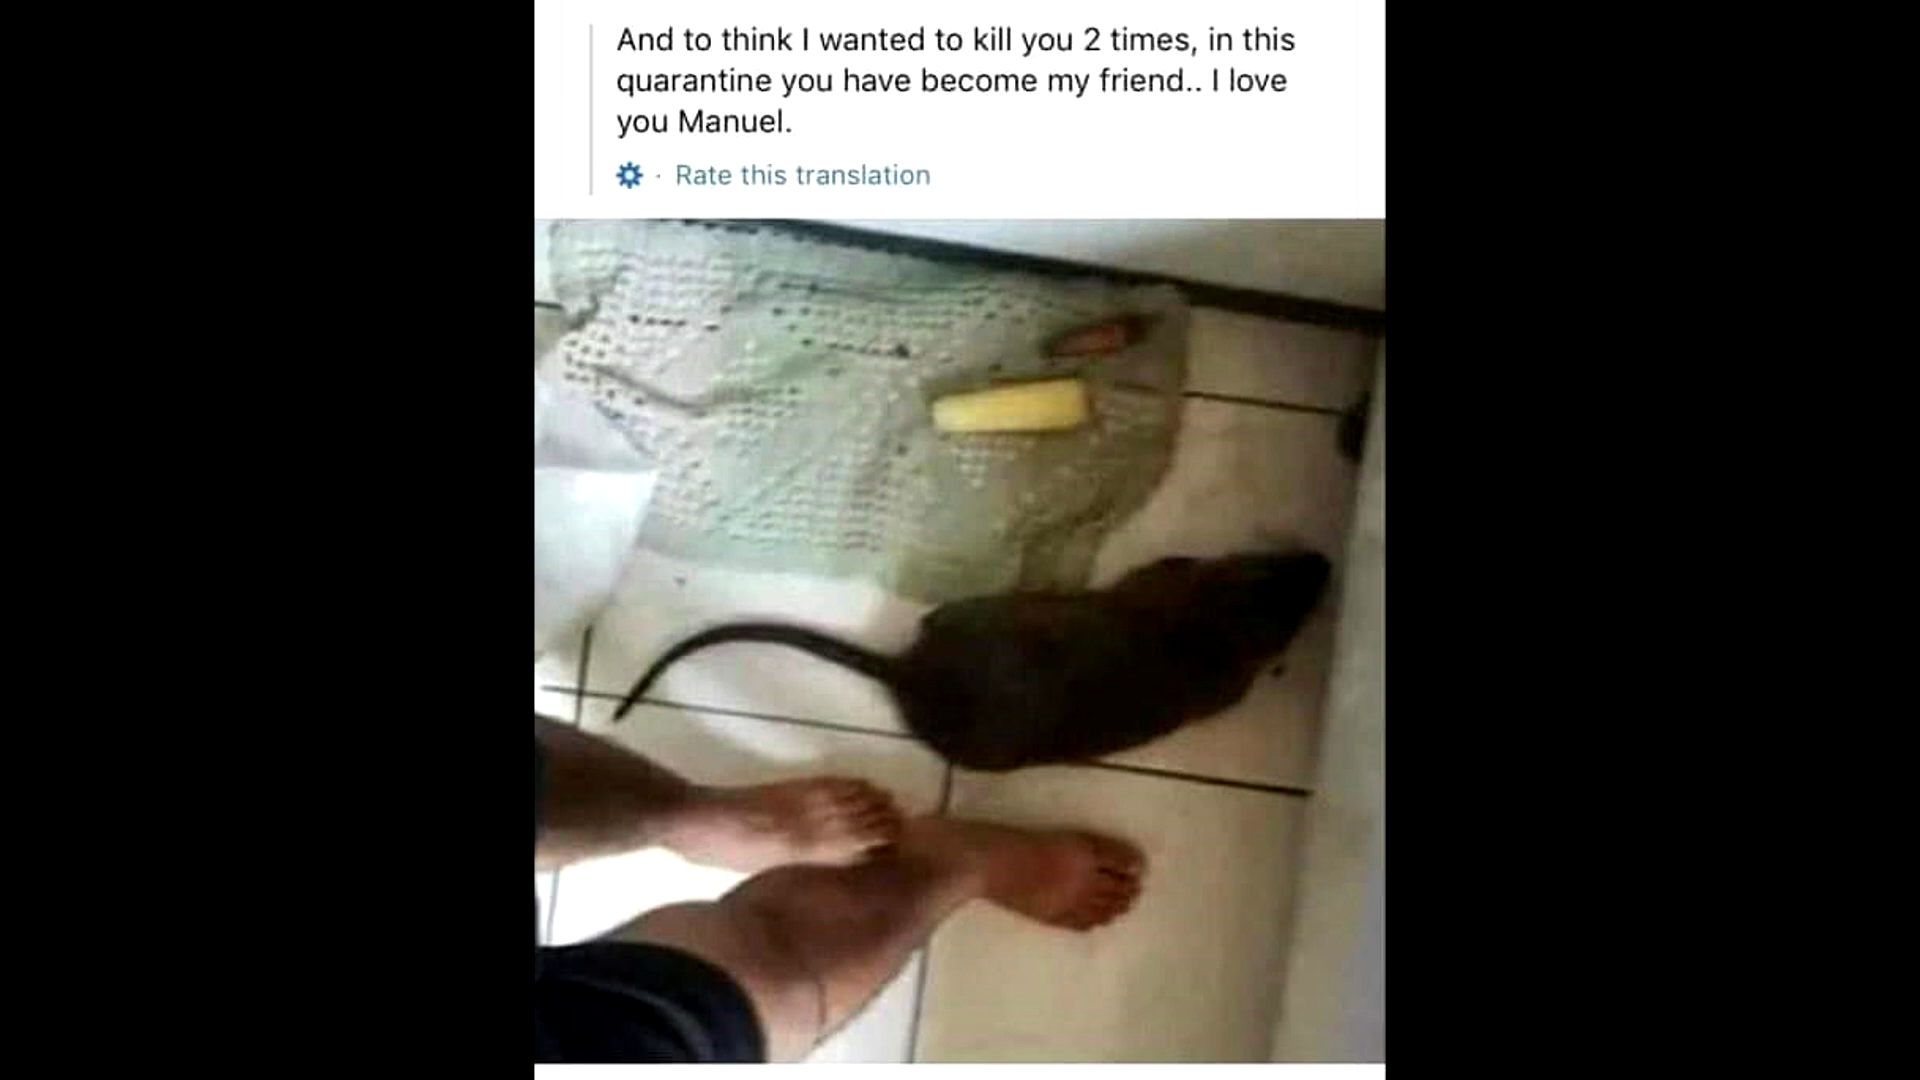 And to think I wanted to kill you 2 times, in this
quarantine you have become my friend.. I love
you Manuel.
· Rate this translation